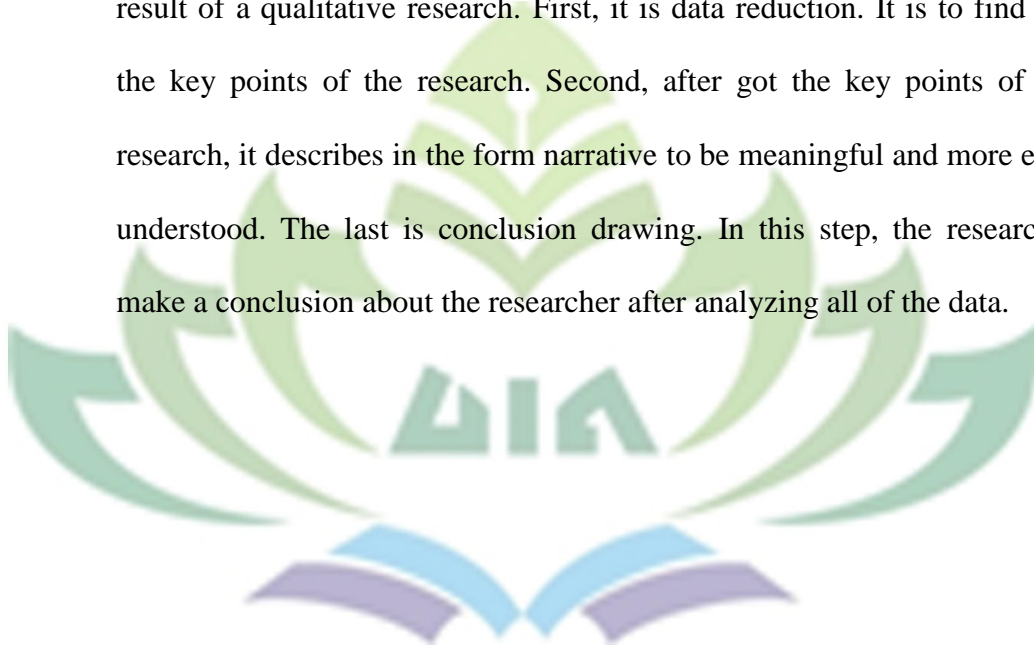 result of a qualitative research. First, it is data reduction. It is to find
the key points of the research. Second, after got the key points of
research, it describes in the form narrative to be meaningful and more
understood. The last is conclusion drawing. In this step, the
make a conclusion about the researcher after analyzing all of the data.
UIN